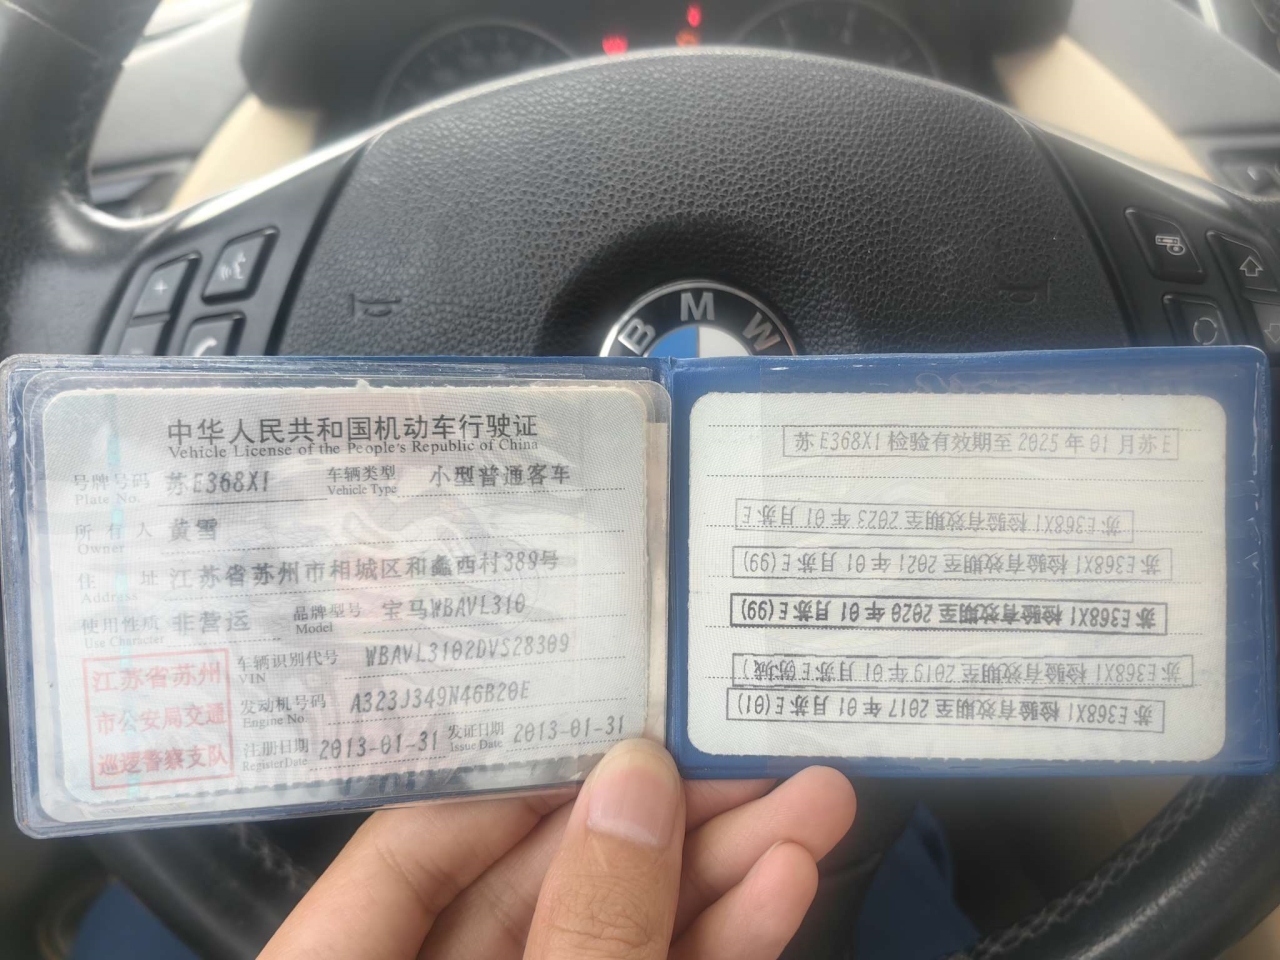 BMW
中华人民共和国机动车行驶证
Vehicle License of the People's Republic of China
号牌号码 苏E368X1 车辆类型 小型普通客车
Plate No. Vehicle Type
所有人 黄雪
Owner
住址 江苏省苏州市相城区和鑫西村389号
Address
使用性质 非营运 品牌型号 宝马WBAVL310
Use Character Model
车辆识别代号 WBAVL3102DVS28309
VIN
发动机号码 A323J349N46B20E
Engine No
注册日期 2013-01-31 发证日期 2013-01-31
Register Date Issue Date
江苏省苏州
市公安局交通
巡逻警察支队
苏E368X1检验有效期至2025年01月苏E
苏E368X1检验有效期至2023年01月苏E
苏E368X1检验有效期至2021年01月苏E(99)
苏E368X1检验有效期至2020年01月苏E(99)
苏E368X1检验有效期至2019年01月苏E
苏E368X1检验有效期至2017年01月苏E(01)